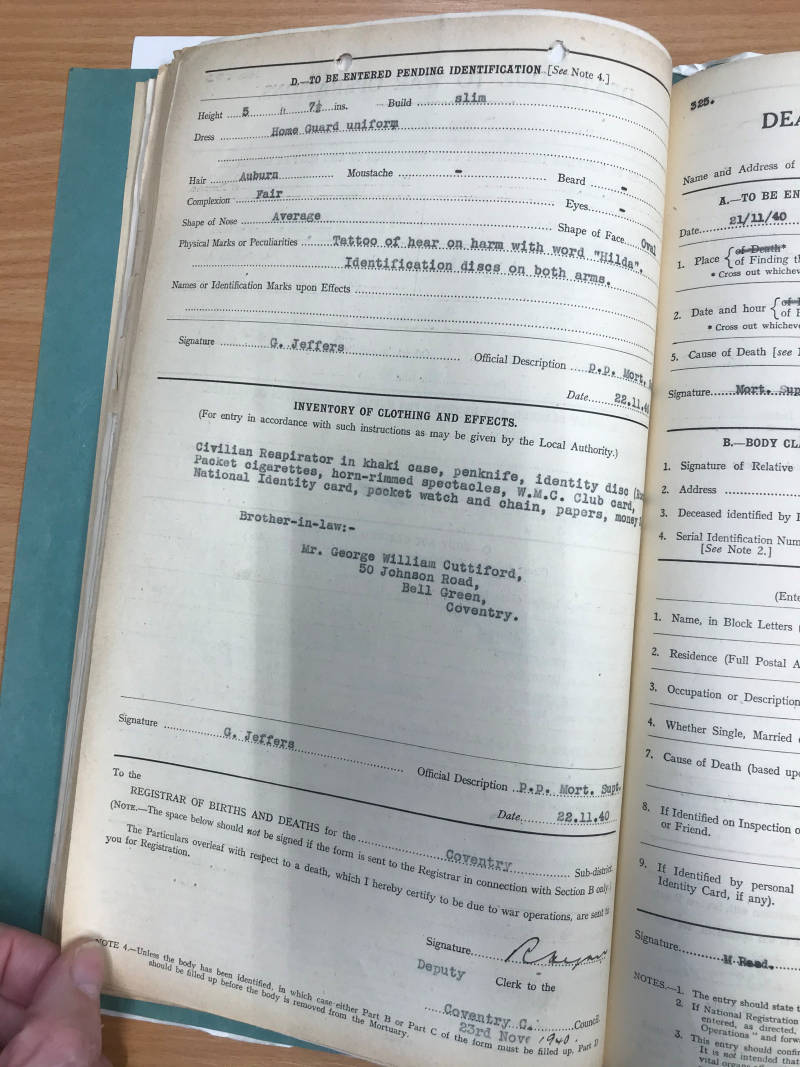 D.—TO BE ENTERED PENDING IDENTIFICATION [See Note 4.]
Height 5 ft 7½ ins. Build slim
Dress Home Guard uniform
Hair Auburn Moustache - Beard -
Complexion Fair Eyes -
Shape of Nose Average Shape of Face Oval
Physical Marks or Peculiarities Tattoo of hear on harm with word "Hilda".
Identification discs on both arms.
Names or Identification Marks upon Effects
Signature G. Jeffers Official Description p.p. Mort.
Date 22.11.40
INVENTORY OF CLOTHING AND EFFECTS.
(For entry in accordance with such instructions as may be given by the Local Authority.)
Civilian Respirator in khaki case, penknife, identity disc
Packet cigarettes, horn-rimmed spectacles, W.M.C. Club card,
National Identity card, pocket watch and chain, papers, money
Brother-in-law:-
Mr. George William Cuttiford,
50 Johnson Road,
Bell Green,
Coventry.
Signature G. Jeffers Official Description p.p. Mort. Supt.
Date 22.11.40
To the
REGISTRAR OF BIRTHS AND DEATHS for the Coventry Sub-district.
(NOTE.—The space below should not be signed if the form is sent to the Registrar in connection with Section B only.)
The Particulars overleaf with respect to a death, which I hereby certify to be due to war operations, are sent to
you for Registration.
Signature
Deputy Clerk to the
Coventry C. Council.
23rd Nov. 1940.
NOTE 4.—Unless the body has been identified, in which case either Part B or Part C of the form must be filled up, Part D
should be filled up before the body is removed from the Mortuary.
325.
DEA
Name and Address of
A.—TO BE EN
Date 21/11/40
1. Place { of Death*
of Finding th
* Cross out whicheve
2. Date and hour {
* Cross out whicheve
5. Cause of Death [see
Signature Mort. Sup
B.—BODY CL
1. Signature of Relative
2. Address
3. Deceased identified by
4. Serial Identification Num
[See Note 2.]
(Ente
1. Name, in Block Letters (
2. Residence (Full Postal A
3. Occupation or Description
4. Whether Single, Married
7. Cause of Death (based upo
8. If Identified on Inspection o
or Friend.
9. If Identified by personal
Identity Card, if any).
Signature M Reed.
NOTES.—1. The entry should state t
2. If National Registration
entered, as directed,
Operations" and forw
3. This entry should confi
It is not intended that
vital organs